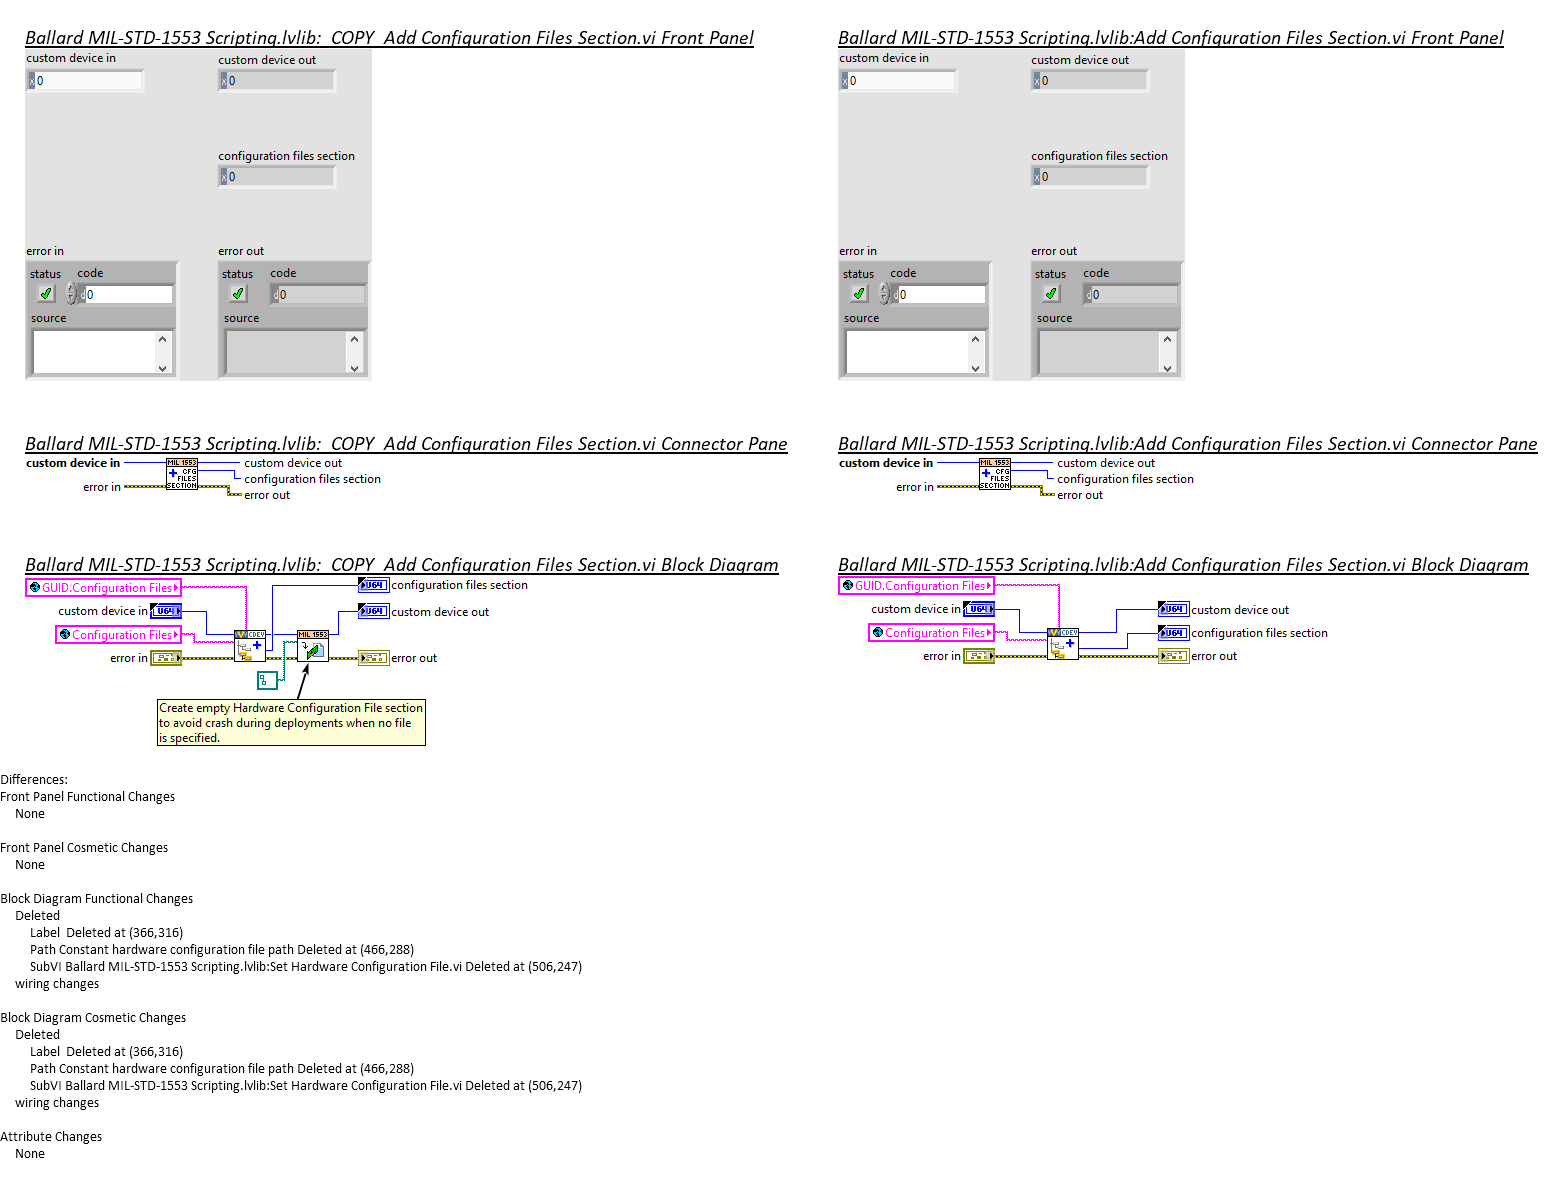 Ballard MIL-STD-1553 Scripting.lvlib:  COPY  Add Configuration Files Section.vi Front Panel
custom device in
custom device out
x 0
x 0
configuration files section
x 0
error in
error out
status code
status code
d 0
d 0
source
source
Ballard MIL-STD-1553 Scripting.lvlib:Add Configuration Files Section.vi Front Panel
custom device in
custom device out
x 0
x 0
configuration files section
x 0
error in
error out
status code
status code
d 0
d 0
source
source
Ballard MIL-STD-1553 Scripting.lvlib:  COPY  Add Configuration Files Section.vi Connector Pane
custom device in
MIL 1553
CFG
FILES
SECTION
custom device out
configuration files section
error in
error out
Ballard MIL-STD-1553 Scripting.lvlib:Add Configuration Files Section.vi Connector Pane
custom device in
MIL 1553
CFG
FILES
SECTION
custom device out
configuration files section
error in
error out
Ballard MIL-STD-1553 Scripting.lvlib:  COPY  Add Configuration Files Section.vi Block Diagram
GUID.Configuration Files
U64 configuration files section
custom device in U64
U64 custom device out
Configuration Files
CDEV
MIL 1553
error in
error out
Create empty Hardware Configuration File section
to avoid crash during deployments when no file
is specified.
Ballard MIL-STD-1553 Scripting.lvlib:Add Configuration Files Section.vi Block Diagram
GUID.Configuration Files
custom device in U64
U64 custom device out
Configuration Files
CDEV
U64 configuration files section
error in
error out
Differences:
Front Panel Functional Changes
None
Front Panel Cosmetic Changes
None
Block Diagram Functional Changes
Deleted
Label  Deleted at (366,316)
Path Constant hardware configuration file path Deleted at (466,288)
SubVI Ballard MIL-STD-1553 Scripting.lvlib:Set Hardware Configuration File.vi Deleted at (506,247)
wiring changes
Block Diagram Cosmetic Changes
Deleted
Label  Deleted at (366,316)
Path Constant hardware configuration file path Deleted at (466,288)
SubVI Ballard MIL-STD-1553 Scripting.lvlib:Set Hardware Configuration File.vi Deleted at (506,247)
wiring changes
Attribute Changes
None